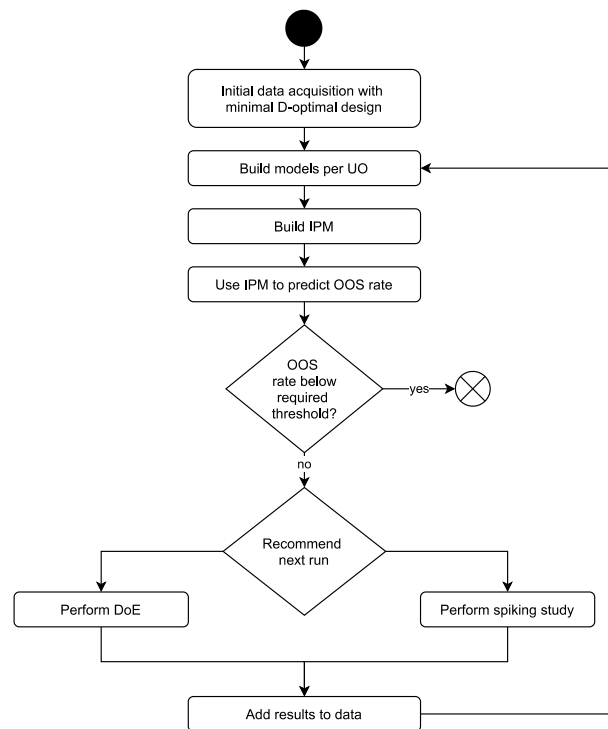 Initial data acquisition with
minimal D-optimal design
Build models per UO
Build IPM
Use IPM to predict OOS rate
OOS
rate below
required
threshold?
yes
no
Recommend
next run
Perform DoE
Perform spiking study
Add results to data